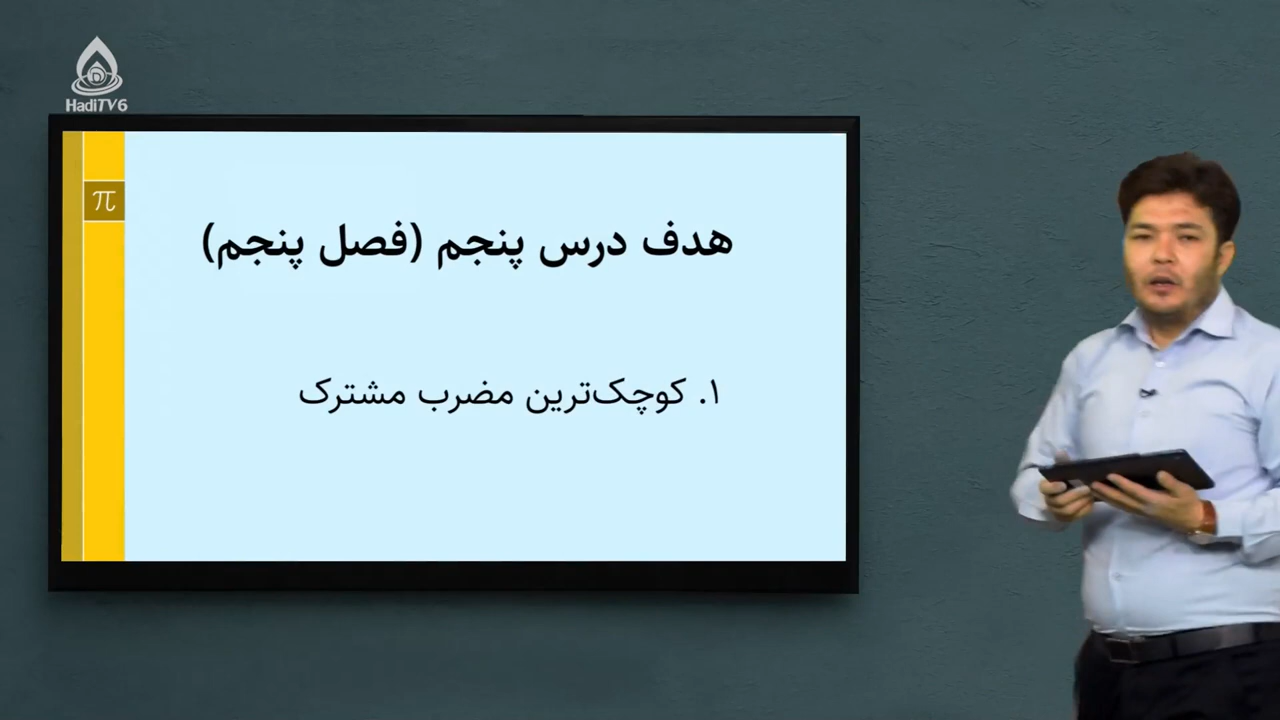 HadiTV6
π
هدف درس پنجم (فصل پنجم)
۱. کوچک‌ترین مضرب مشترک